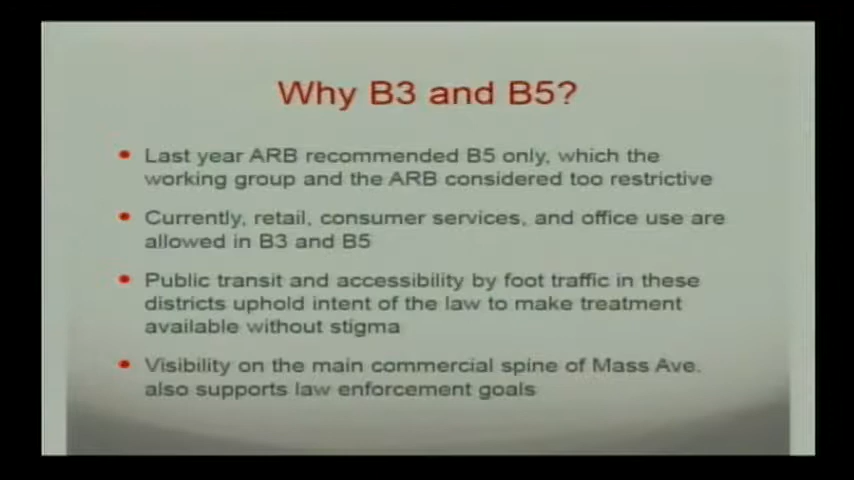 Why B3 and B5?
• Last year ARB recommended B5 only, which the
working group and the ARB considered too restrictive
• Currently, retail, consumer services, and office use are
allowed in B3 and B5
• Public transit and accessibility by foot traffic in these
districts uphold intent of the law to make treatment
available without stigma
• Visibility on the main commercial spine of Mass Ave.
also supports law enforcement goals